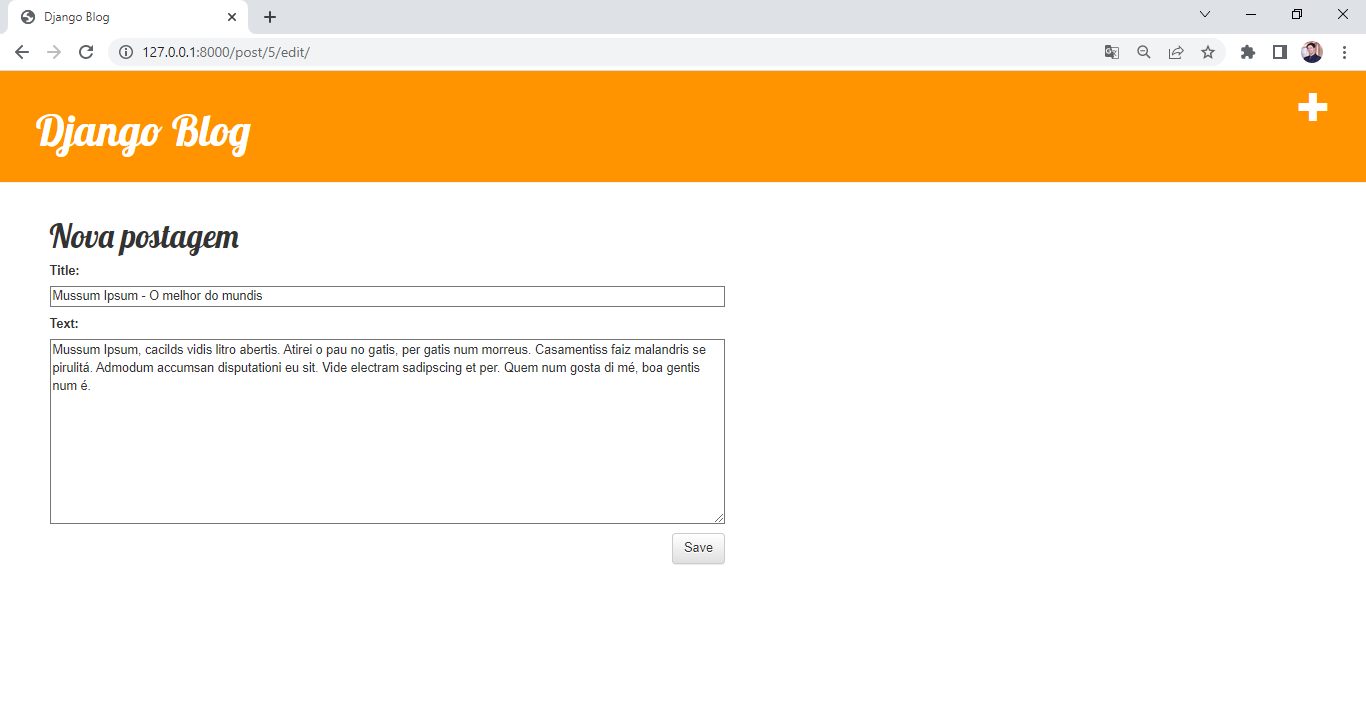 Django Blog
127.0.0.1:8000/post/5/edit/
Django Blog
Nova postagem
Title:
Mussum Ipsum - O melhor do mundis
Text:
Mussum Ipsum, cacilds vidis litro abertis. Atirei o pau no gatis, per gatis num morreus. Casamentiss faiz malandris se
pirulitá. Admodum accumsan disputationi eu sit. Vide electram sadipscing et per. Quem num gosta di mé, boa gentis
num é.
Save